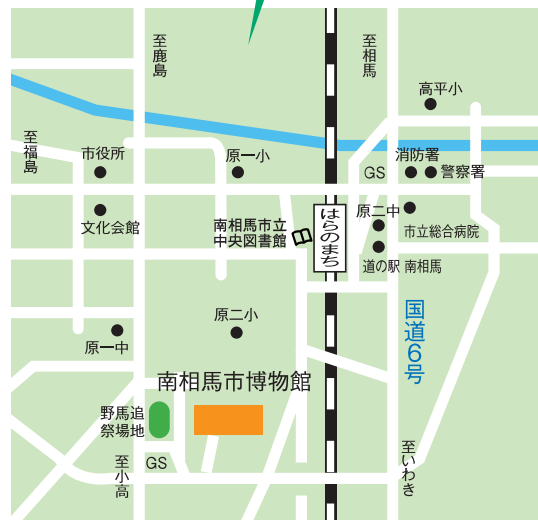 至鹿島
至相馬
高平小
至福島
市役所
原一小
消防署
GS
警察署
はらのまち
原二中
文化会館
南相馬市立
中央図書館
市立総合病院
道の駅 南相馬
国道6号
原二小
原一中
南相馬市博物館
野馬追
祭場地
至小高
GS
至いわき